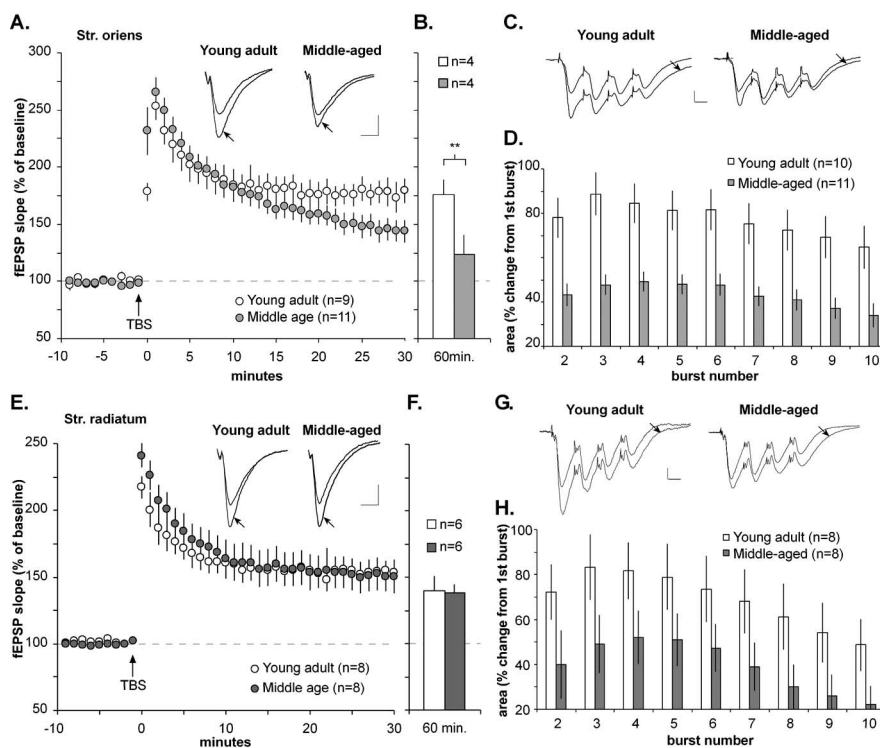 A.
Str. oriens
fEPSP slope (% of baseline)
300
250
200
150
100
50
Young adult
Middle-aged
Young adult (n=9)
Middle age (n=11)
TBS
-10 -5 0 5 10 15 20 25 30
minutes
B.
n=4
n=4
**
60min.
C.
Young adult
Middle-aged
D.
area (% change from 1st burst)
100
80
40
20
Young adult (n=10)
Middle-aged (n=11)
2 3 4 5 6 7 8 9 10
burst number
E.
Str. radiatum
fEPSP slope (% of baseline)
250
200
150
100
50
Young adult
Middle-aged
Young adult (n=8)
Middle age (n=8)
TBS
-10 0 10 20 30
minutes
F.
n=6
n=6
60 min.
G.
Young adult
Middle-aged
H.
area (% change from 1st burst)
100
80
60
40
20
Young adult (n=8)
Middle-aged (n=8)
2 3 4 5 6 7 8 9 10
burst number